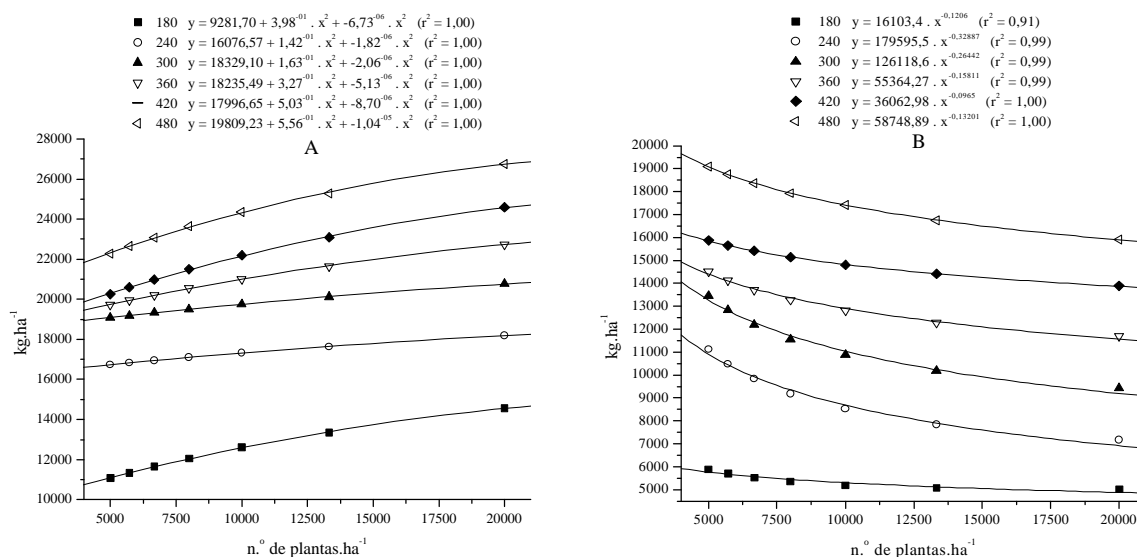 180 y = 9281,70 + 3,98⁻⁰¹ . x² + -6,73⁻⁰⁶ . x² (r² = 1,00)
240 y = 16076,57 + 1,42⁻⁰¹ . x² + -1,82⁻⁰⁶ . x² (r² = 1,00)
300 y = 18329,10 + 1,63⁻⁰¹ . x² + -2,06⁻⁰⁶ . x² (r² = 1,00)
360 y = 18235,49 + 3,27⁻⁰¹ . x² + -5,13⁻⁰⁶ . x² (r² = 1,00)
420 y = 17996,65 + 5,03⁻⁰¹ . x² + -8,70⁻⁰⁶ . x² (r² = 1,00)
480 y = 19809,23 + 5,56⁻⁰¹ . x² + -1,04⁻⁰⁵ . x² (r² = 1,00)
A
28000
26000
24000
22000
20000
18000
16000
14000
12000
10000
kg.ha⁻¹
5000 7500 10000 12500 15000 17500 20000
n.º de plantas.ha⁻¹
180 y = 16103,4 . x⁻⁰,¹²⁰⁶ (r² = 0,91)
240 y = 179595,5 . x⁻⁰,³²⁸⁸⁷ (r² = 0,99)
300 y = 126118,6 . x⁻⁰,²⁶⁴⁴² (r² = 0,99)
360 y = 55364,27 . x⁻⁰,¹⁵⁸¹¹ (r² = 0,99)
420 y = 36062,98 . x⁻⁰,⁰⁹⁶⁵ (r² = 1,00)
480 y = 58748,89 . x⁻⁰,¹³²⁰¹ (r² = 1,00)
B
20000
19000
18000
17000
16000
15000
14000
13000
12000
11000
10000
9000
8000
7000
6000
5000
kg.ha⁻¹
5000 7500 10000 12500 15000 17500 20000
n.º de plantas.ha⁻¹